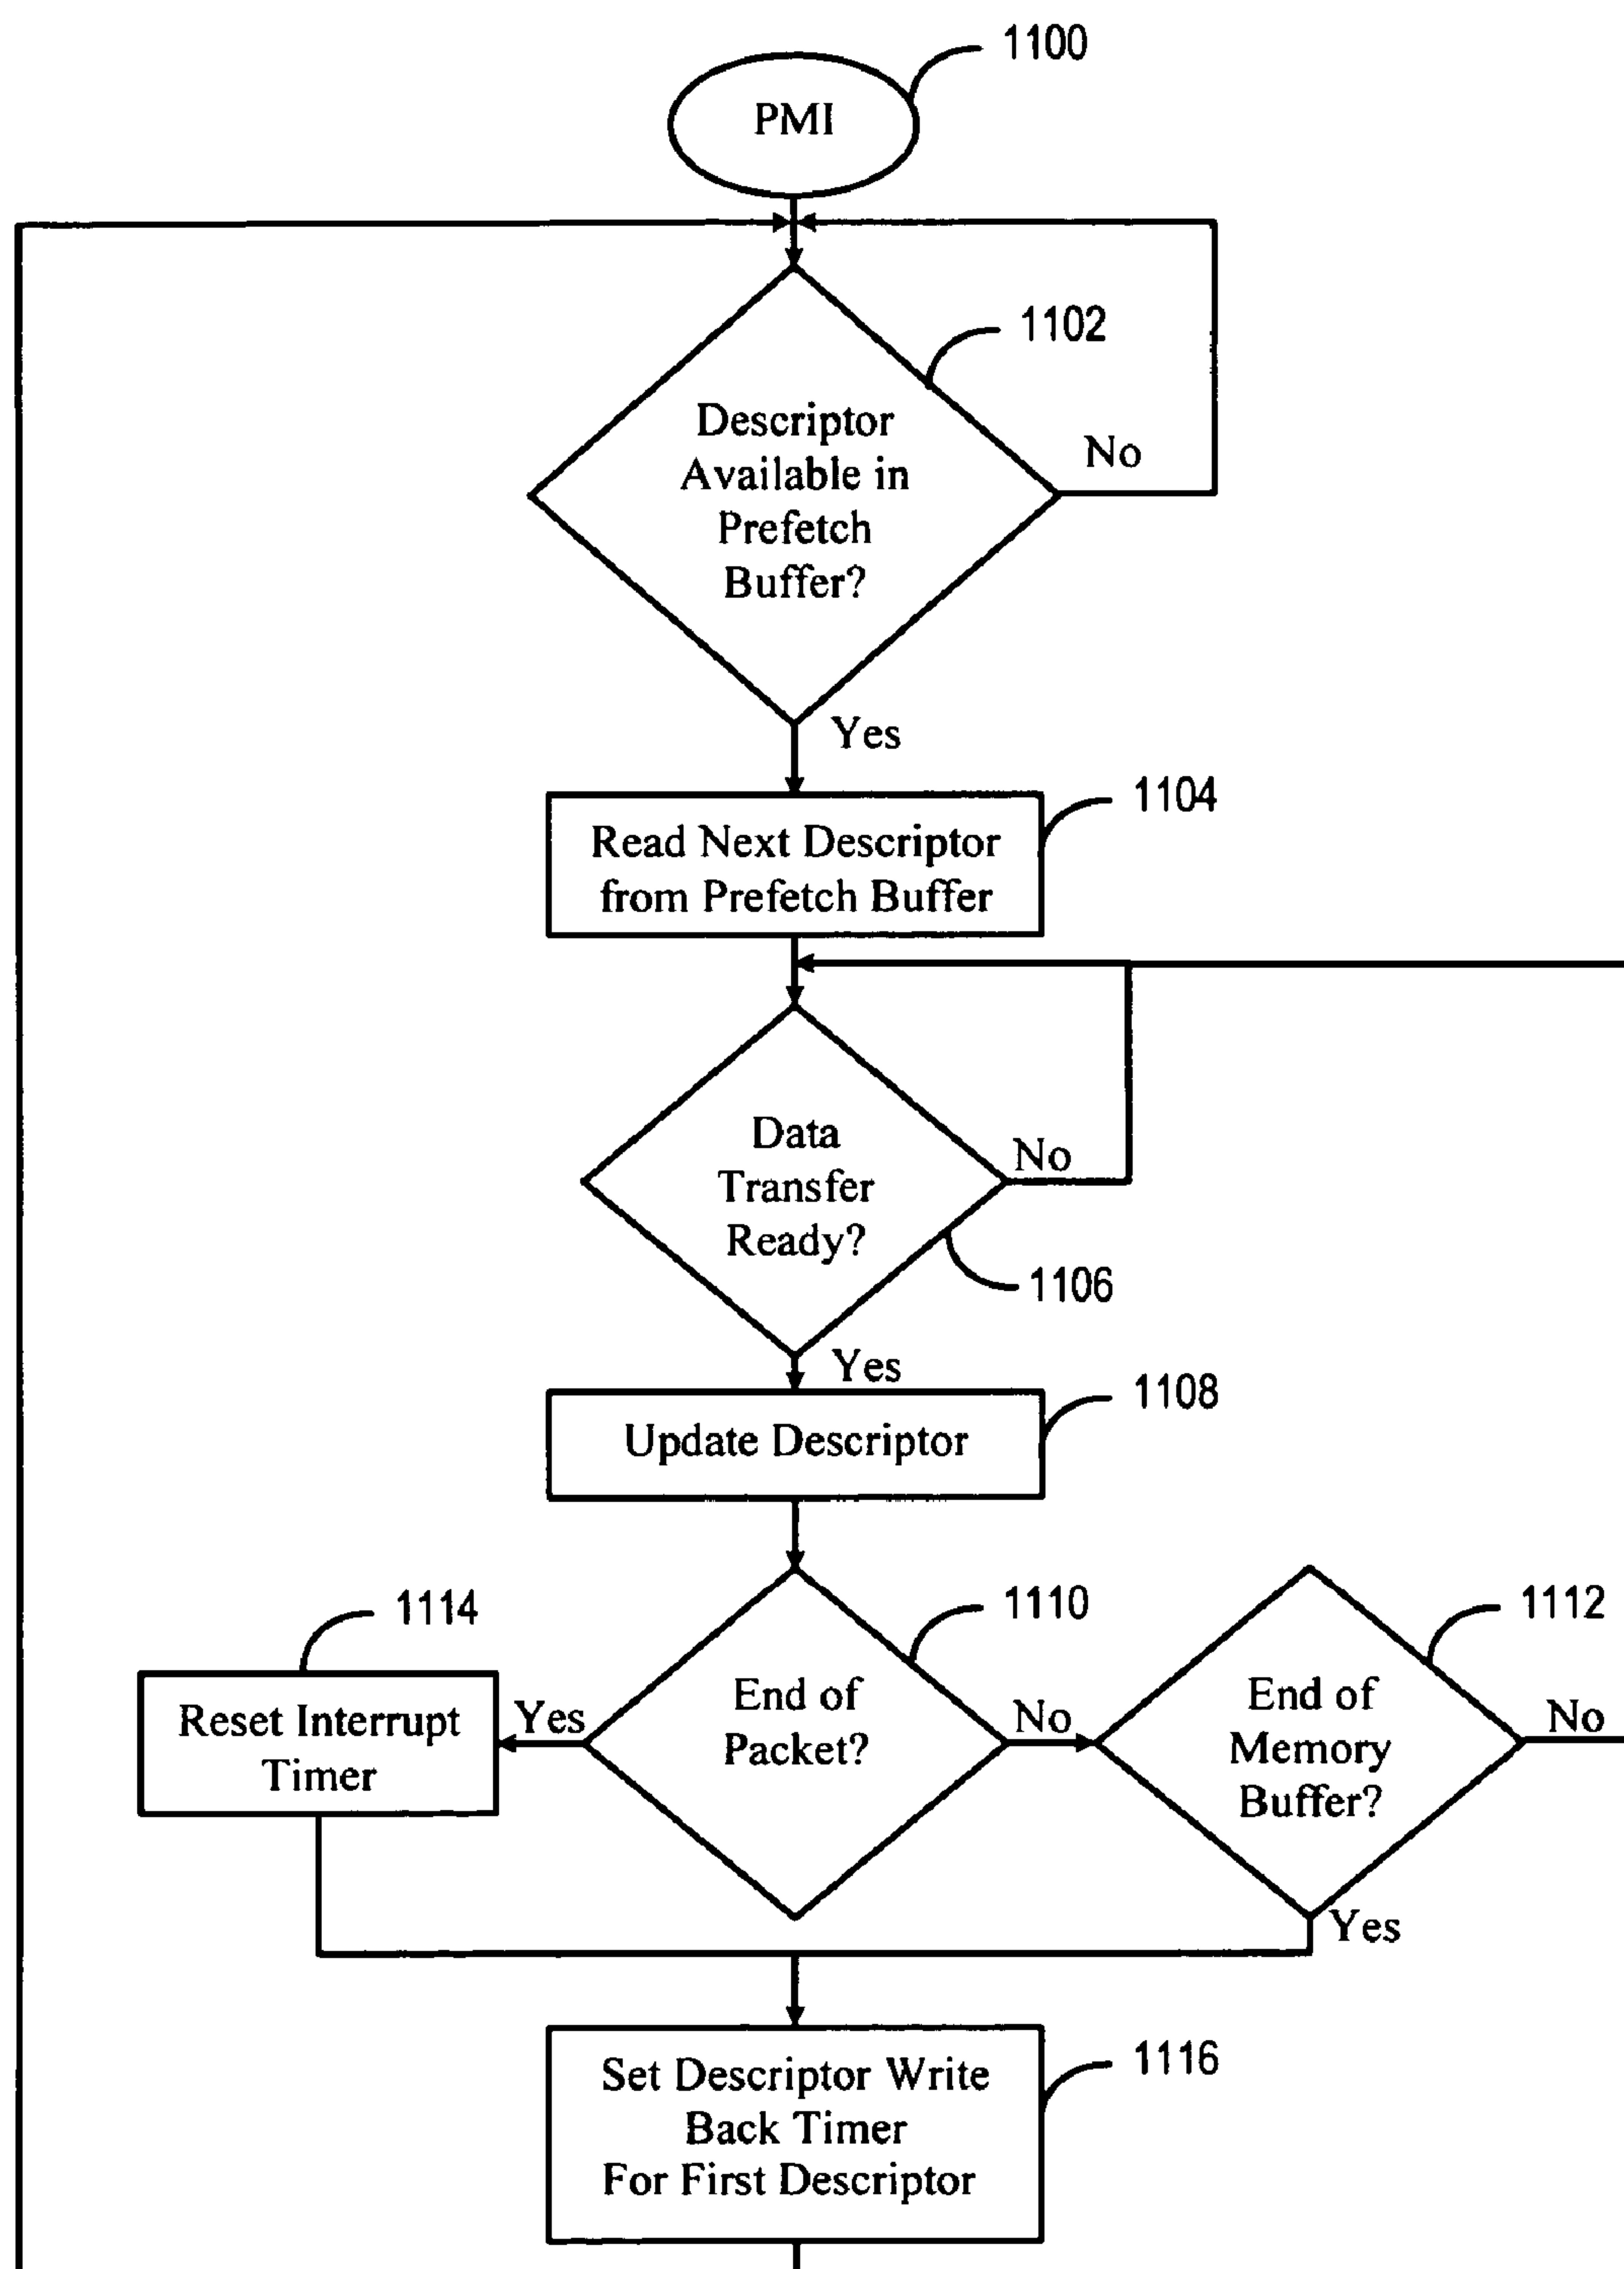 1100
PMI
1102
Descriptor
Available in
Prefetch
Buffer?
No
Yes
1104
Read Next Descriptor
from Prefetch Buffer
Data
Transfer
Ready?
No
1106
Yes
1108
Update Descriptor
1114
1110
1112
Reset Interrupt
Timer
Yes
End of
Packet?
No
End of
Memory
Buffer?
No
Yes
1116
Set Descriptor Write
Back Timer
For First Descriptor